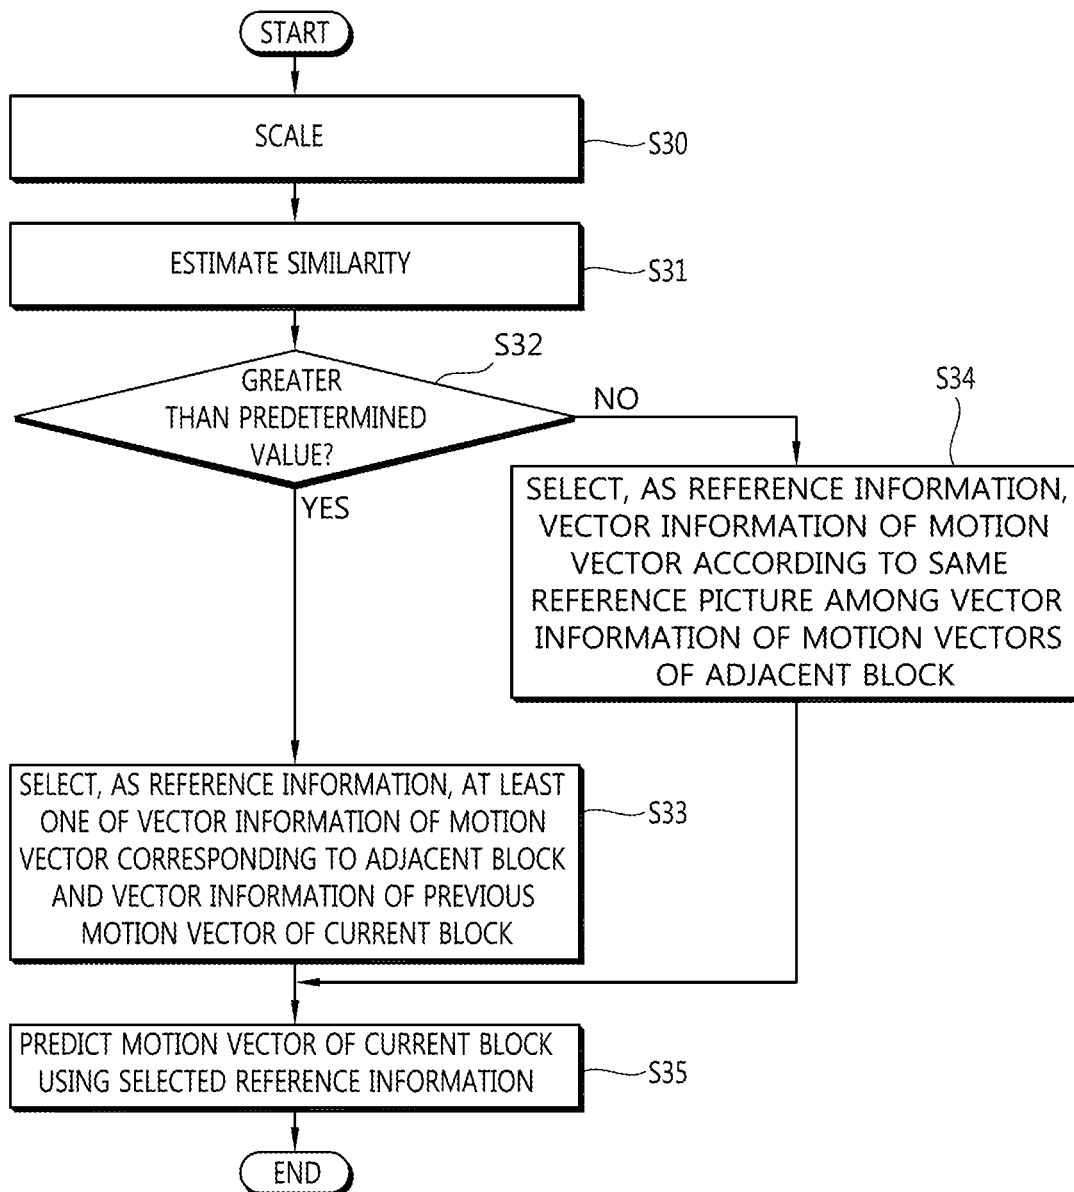 START
SCALE
S30
ESTIMATE SIMILARITY
S31
S32
GREATER
THAN PREDETERMINED
VALUE?
NO
YES
S34
SELECT, AS REFERENCE INFORMATION,
VECTOR INFORMATION OF MOTION
VECTOR ACCORDING TO SAME
REFERENCE PICTURE AMONG VECTOR
INFORMATION OF MOTION VECTORS
OF ADJACENT BLOCK
SELECT, AS REFERENCE INFORMATION, AT LEAST
ONE OF VECTOR INFORMATION OF MOTION
VECTOR CORRESPONDING TO ADJACENT BLOCK
AND VECTOR INFORMATION OF PREVIOUS
MOTION VECTOR OF CURRENT BLOCK
S33
PREDICT MOTION VECTOR OF CURRENT BLOCK
USING SELECTED REFERENCE INFORMATION
S35
END